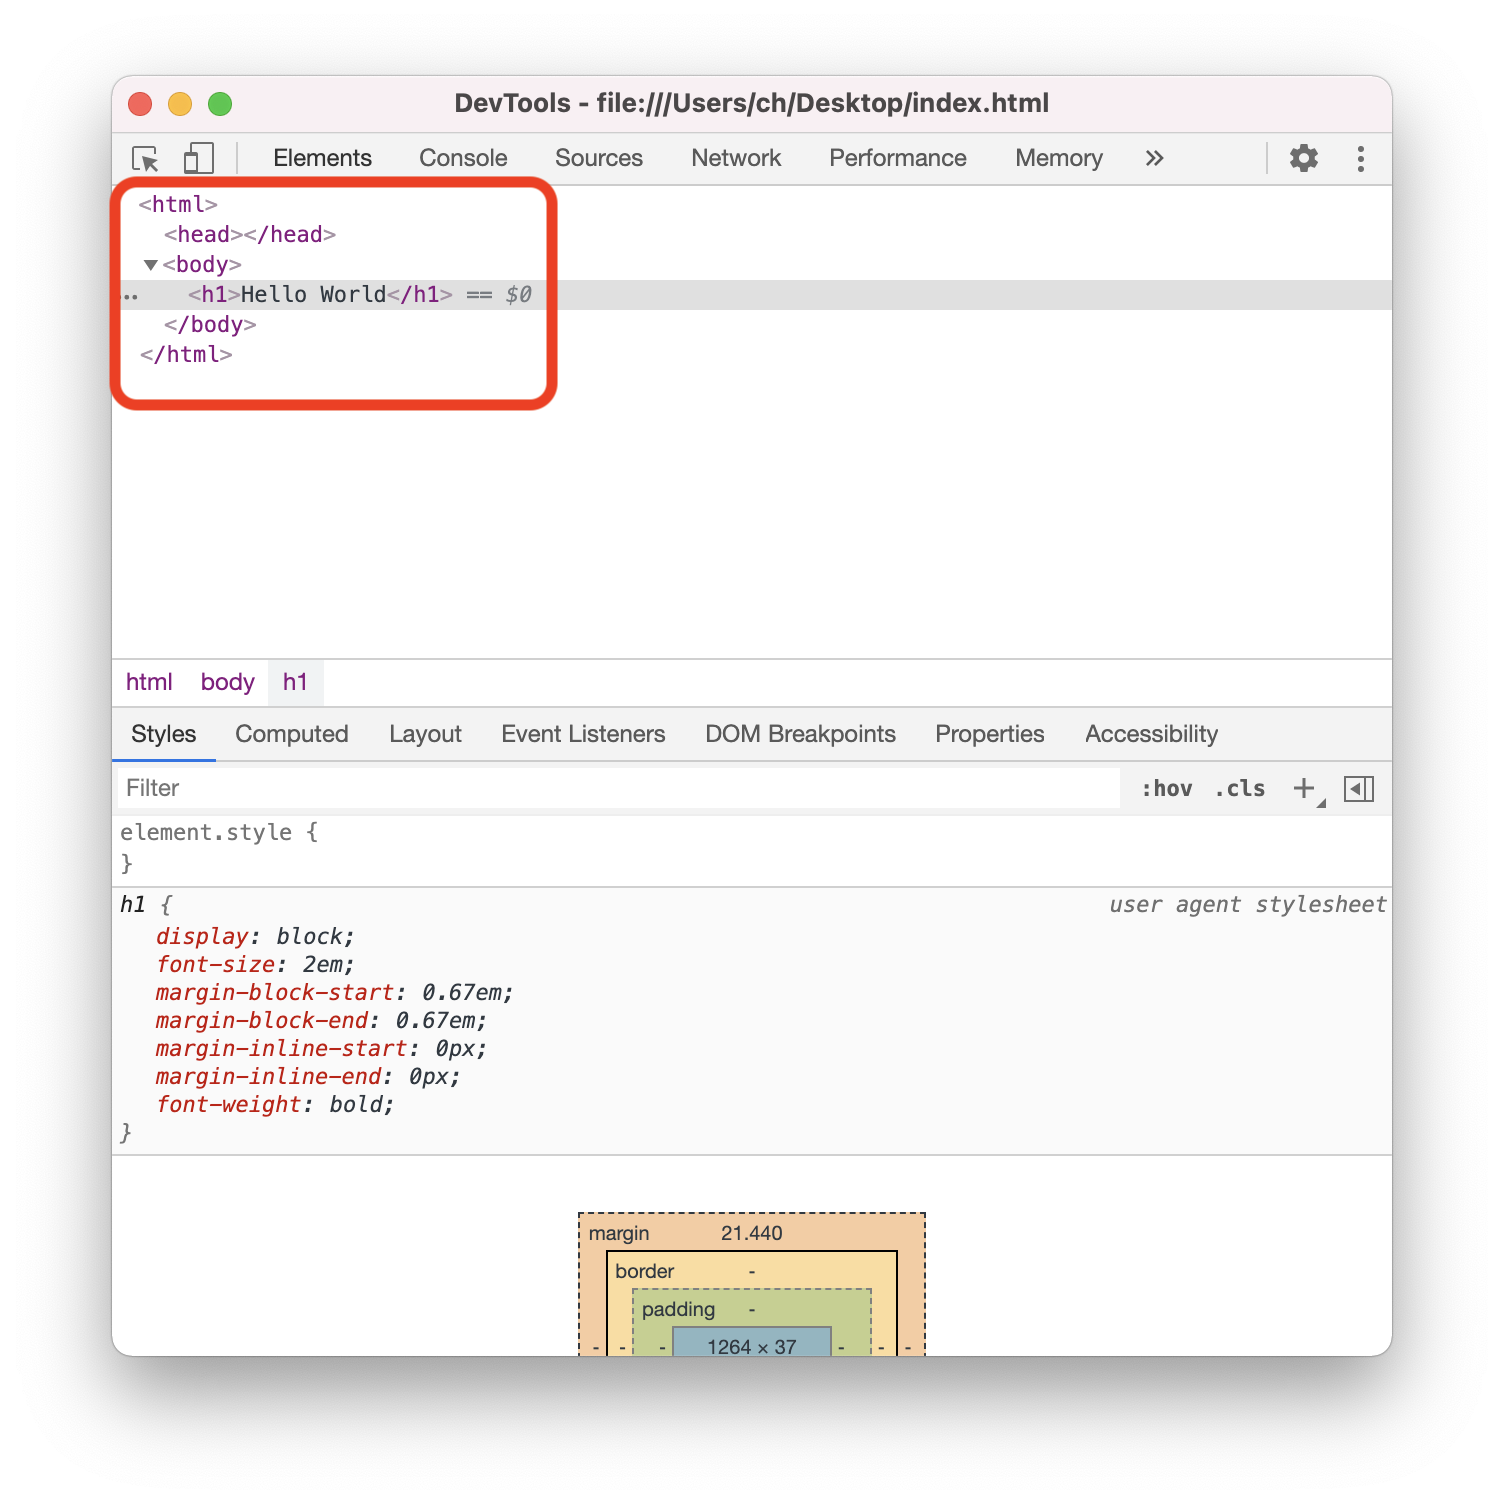 DevTools - file:///Users/ch/Desktop/index.html
Elements Console Sources Network Performance Memory »
<html>
<head></head>
▼<body>
... <h1>Hello World</h1> == $0
</body>
</html>
html body h1
Styles Computed Layout Event Listeners DOM Breakpoints Properties Accessibility
Filter :hov .cls +
element.style {
}
h1 { user agent stylesheet
display: block;
font-size: 2em;
margin-block-start: 0.67em;
margin-block-end: 0.67em;
margin-inline-start: 0px;
margin-inline-end: 0px;
font-weight: bold;
}
margin 21.440
border -
padding -
- - - 1264 × 37 - - -